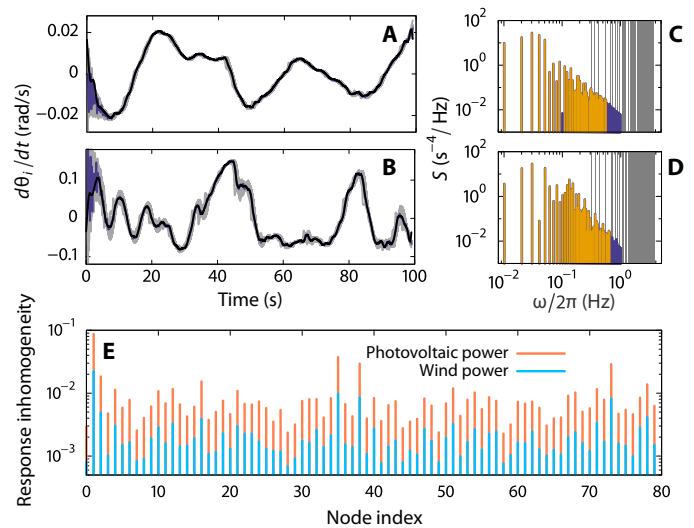 A
B
C
D
E
dθi/dt (rad/s)
0.02
0
−0.02
0.1
0
−0.1
0 20 40 60 80 100
Time (s)
S (s⁻⁴/Hz)
10²
10⁰
10⁻²
10²
10⁰
10⁻²
10⁻² 10⁻¹ 10⁰
ω/2π (Hz)
Response inhomogeneity
10⁻¹
10⁻²
10⁻³
Photovoltaic power
Wind power
0 10 20 30 40 50 60 70 80
Node index